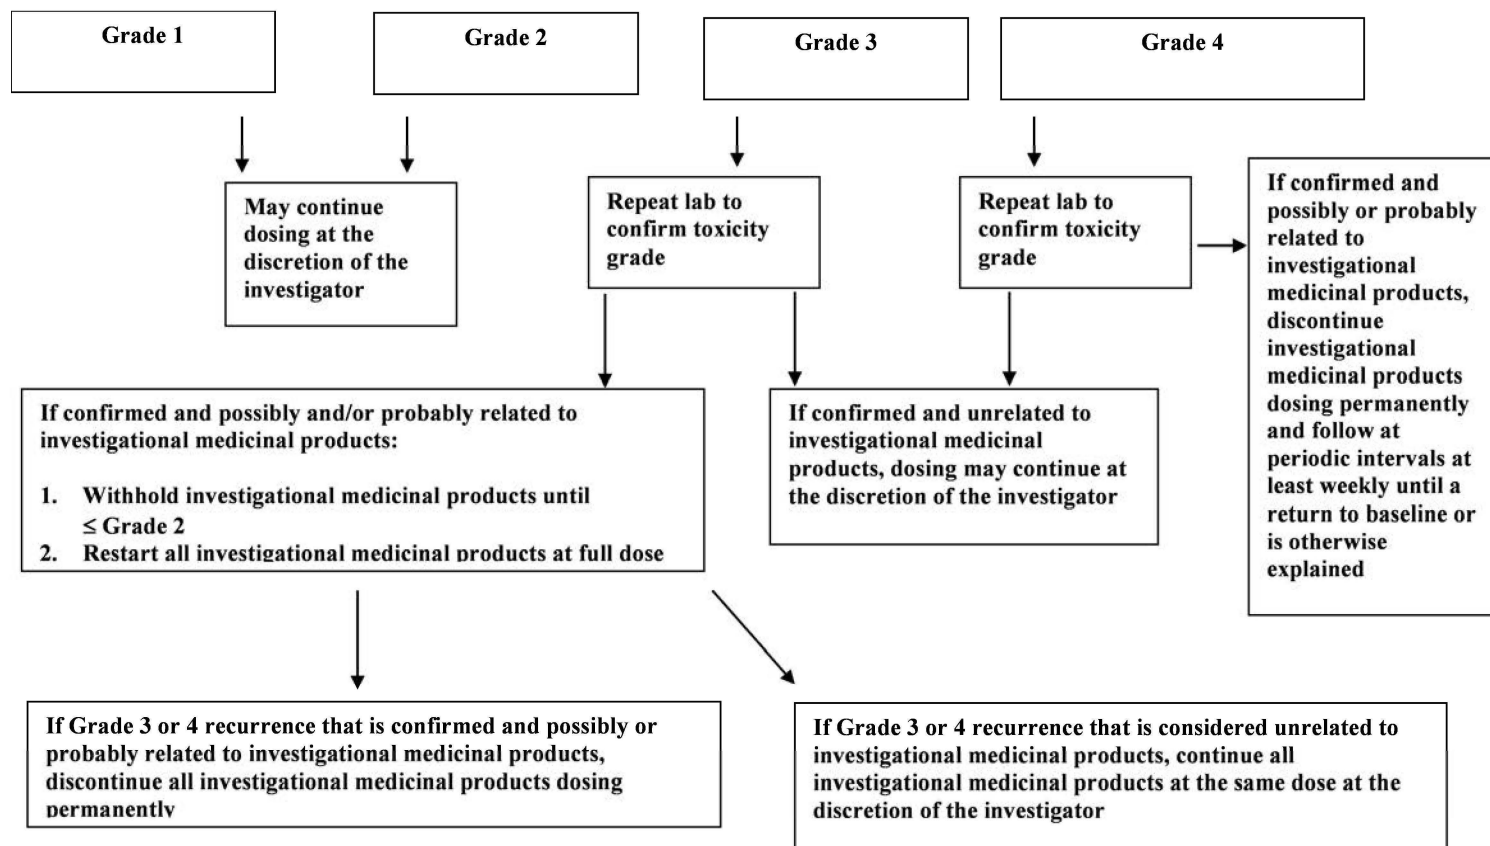 Grade 1
Grade 2
Grade 3
Grade 4
May continue
dosing at the
discretion of the
investigator
Repeat lab to
confirm toxicity
grade
Repeat lab to
confirm toxicity
grade
If confirmed and
possibly or probably
related to
investigational
medicinal products,
discontinue
investigational
medicinal products
dosing permanently
and follow at
periodic intervals at
least weekly until a
return to baseline or
is otherwise
explained
If confirmed and possibly and/or probably related to
investigational medicinal products:
1. Withhold investigational medicinal products until
≤ Grade 2
2. Restart all investigational medicinal products at full dose
If confirmed and unrelated to
investigational medicinal
products, dosing may continue at
the discretion of the investigator
If Grade 3 or 4 recurrence that is confirmed and possibly or
probably related to investigational medicinal products,
discontinue all investigational medicinal products dosing
permanently
If Grade 3 or 4 recurrence that is considered unrelated to
investigational medicinal products, continue all
investigational medicinal products at the same dose at the
discretion of the investigator